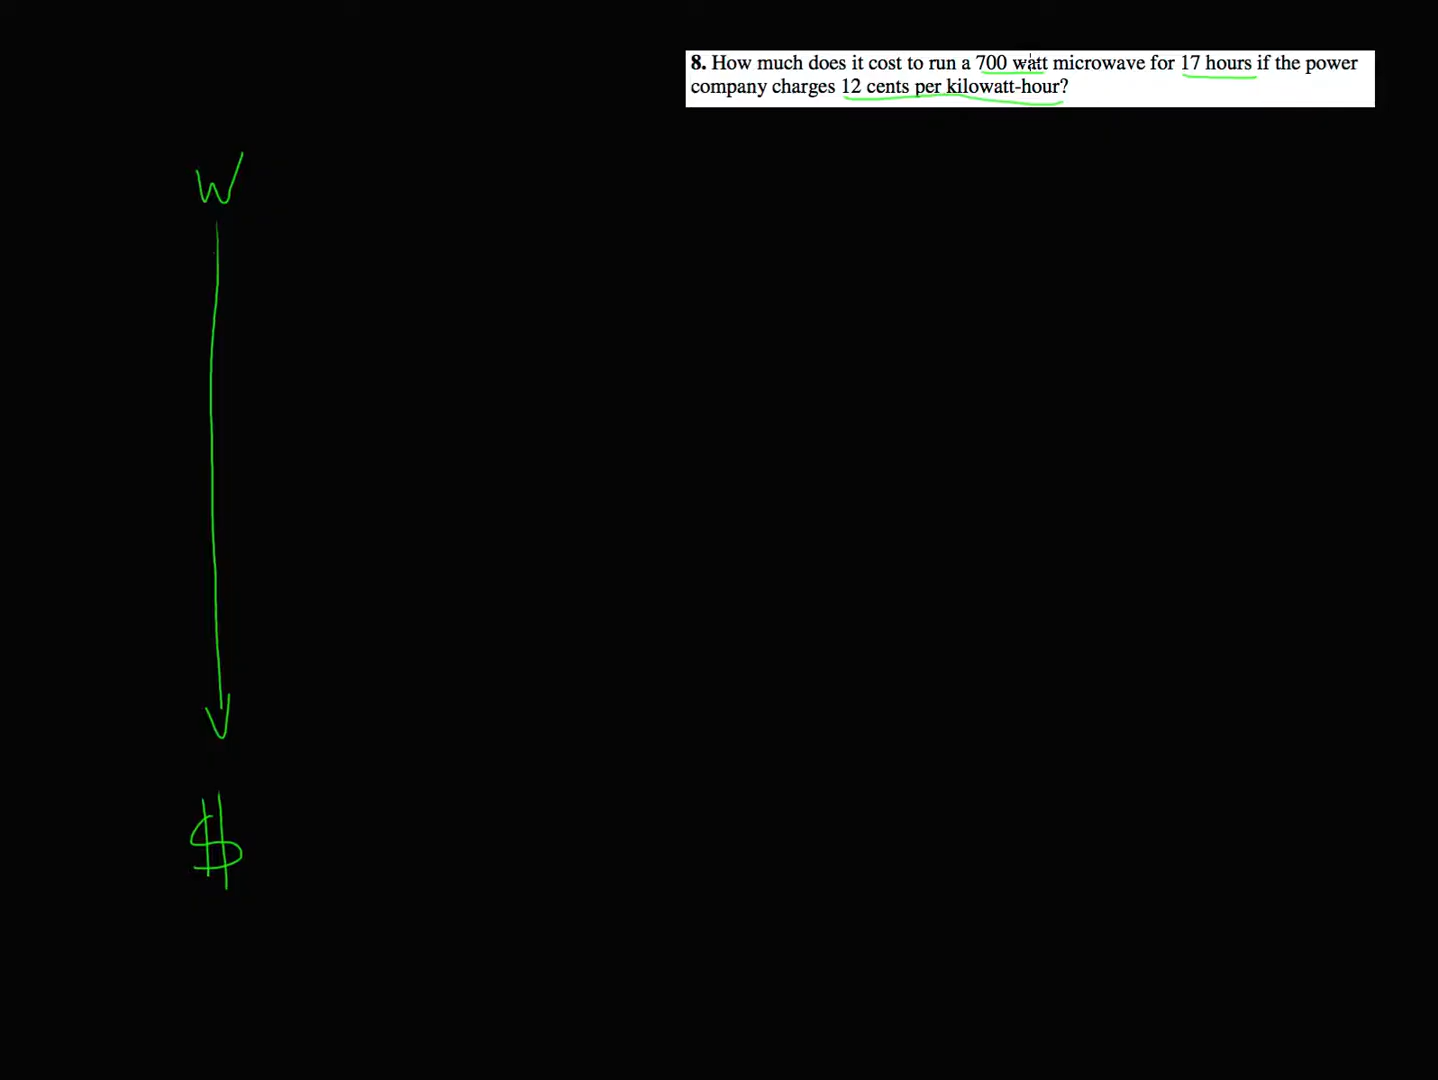 8. How much does it cost to run a 700 watt microwave for 17 hours if the power
company charges 12 cents per kilowatt-hour?
W
$